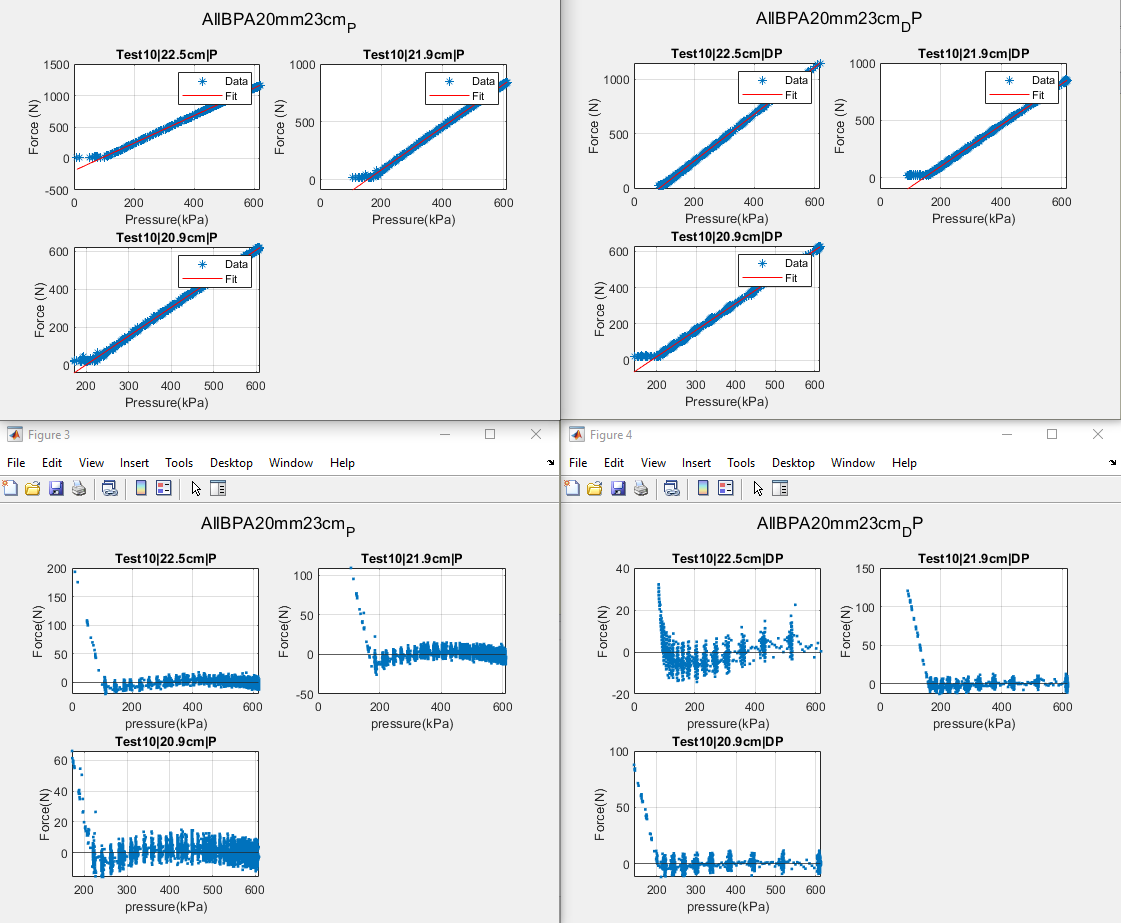 AllBPA20mm23cmP
Test10|22.5cm|P
1500
1000
500
0
-500
Force (N)
Data
Fit
0 200 400 600
Pressure(kPa)
Test10|21.9cm|P
1000
500
0
Force (N)
Data
Fit
0 200 400 600
Pressure(kPa)
Test10|20.9cm|P
600
400
200
0
Force (N)
Data
Fit
200 300 400 500 600
Pressure(kPa)
AllBPA20mm23cmDP
Test10|22.5cm|DP
1000
500
0
Force (N)
Data
Fit
0 200 400 600
Pressure(kPa)
Test10|21.9cm|DP
1000
500
0
Force (N)
Data
Fit
0 200 400 600
Pressure(kPa)
Test10|20.9cm|DP
600
400
200
0
Force (N)
Data
Fit
200 300 400 500 600
Pressure(kPa)
Figure 3
File Edit View Insert Tools Desktop Window Help
AllBPA20mm23cmP
Test10|22.5cm|P
200
150
100
50
0
Force(N)
0 200 400 600
pressure(kPa)
Test10|21.9cm|P
100
50
0
-50
Force(N)
0 200 400 600
pressure(kPa)
Test10|20.9cm|P
60
40
20
0
Force(N)
200 300 400 500 600
pressure(kPa)
Figure 4
File Edit View Insert Tools Desktop Window Help
AllBPA20mm23cmDP
Test10|22.5cm|DP
40
20
0
-20
Force(N)
0 200 400 600
pressure(kPa)
Test10|21.9cm|DP
150
100
50
0
Force(N)
0 200 400 600
pressure(kPa)
Test10|20.9cm|DP
100
50
0
Force(N)
200 300 400 500 600
pressure(kPa)